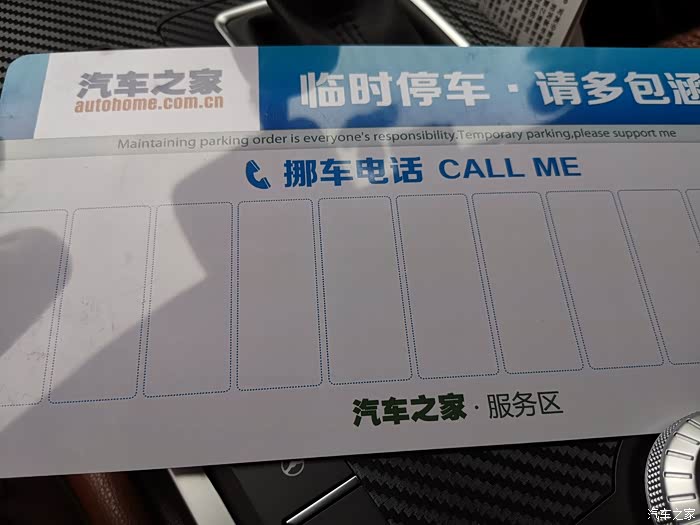 汽车之家
autohome.com.cn
临时停车·请多包涵
Maintaining parking order is everyone's responsibility.Temporary parking,please support me
挪车电话 CALL ME
汽车之家·服务区
汽车之家